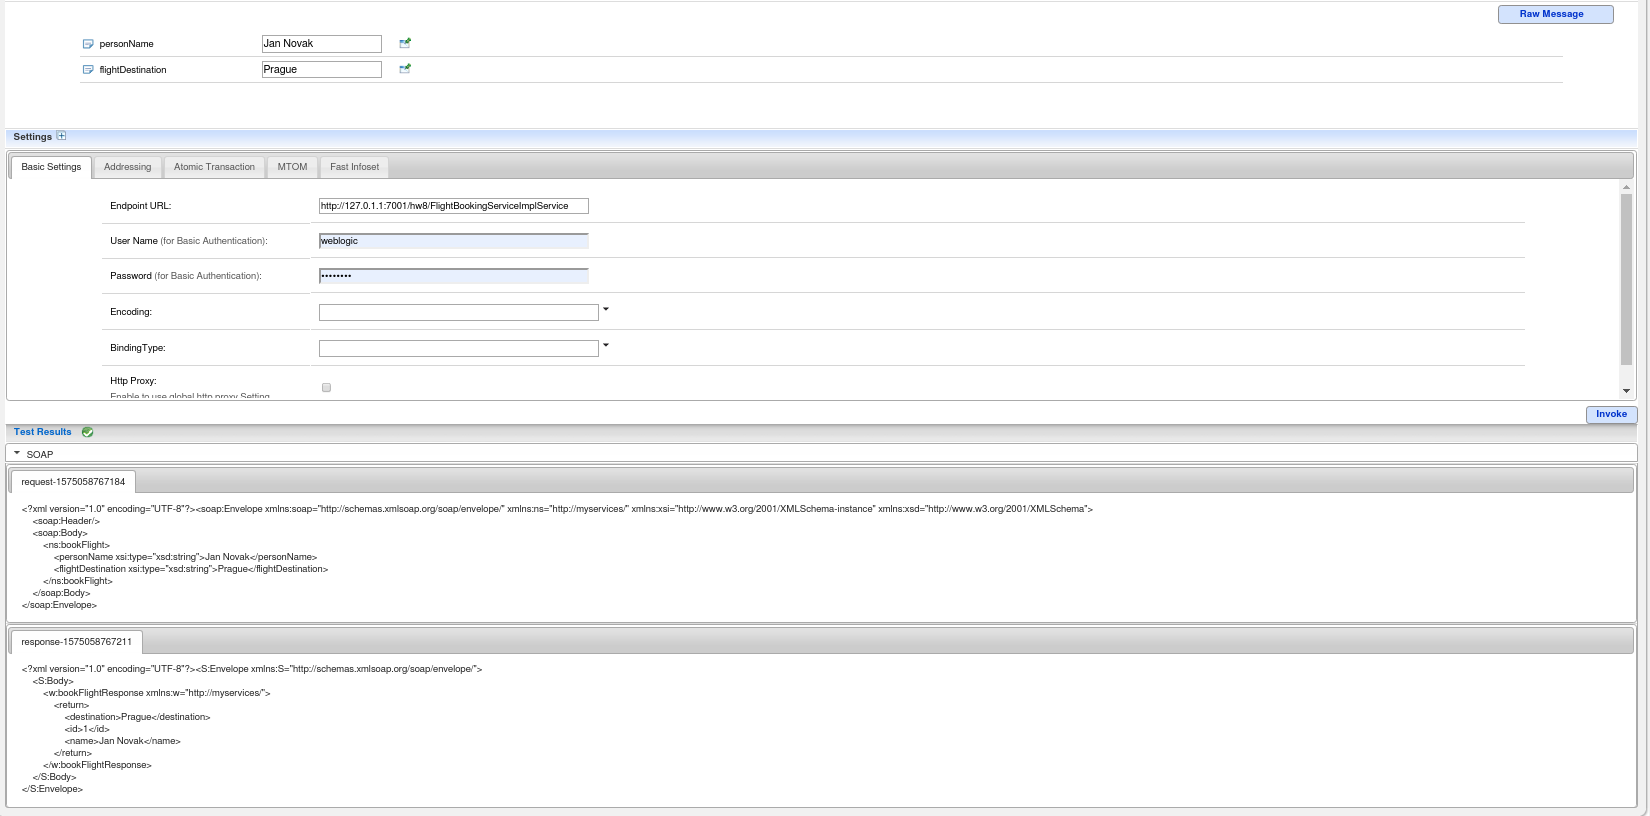 Raw Message
personName Jan Novak
flightDestination Prague
Settings
Basic Settings Addressing Atomic Transaction MTOM Fast Infoset
Endpoint URL: http://127.0.1.1:7001/hw8/FlightBookingServiceImplService
User Name (for Basic Authentication): weblogic
Password (for Basic Authentication): ••••••••
Encoding:
BindingType:
Http Proxy:
Enable to use global http proxy Setting
Invoke
Test Results
SOAP
request-1575058767184
<?xml version="1.0" encoding="UTF-8"?><soap:Envelope xmlns:soap="http://schemas.xmlsoap.org/soap/envelope/" xmlns:ns="http://myservices/" xmlns:xsi="http://www.w3.org/2001/XMLSchema-instance" xmlns:xsd="http://www.w3.org/2001/XMLSchema">
<soap:Header/>
<soap:Body>
<ns:bookFlight>
<personName xsi:type="xsd:string">Jan Novak</personName>
<flightDestination xsi:type="xsd:string">Prague</flightDestination>
</ns:bookFlight>
</soap:Body>
</soap:Envelope>
response-1575058767211
<?xml version="1.0" encoding="UTF-8"?><S:Envelope xmlns:S="http://schemas.xmlsoap.org/soap/envelope/">
<S:Body>
<w:bookFlightResponse xmlns:w="http://myservices/">
<return>
<destination>Prague</destination>
<id>1</id>
<name>Jan Novak</name>
</return>
</w:bookFlightResponse>
</S:Body>
</S:Envelope>